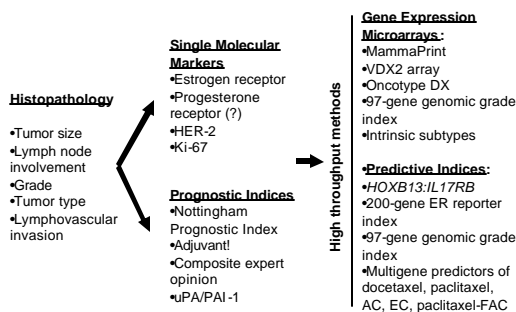 Histopathology
•Tumor size
•Lymph node
involvement
•Grade
•Tumor type
•Lymphovascular
invasion
Single Molecular
Markers
•Estrogen receptor
•Progesterone
receptor (?)
•HER-2
•Ki-67
Prognostic Indices
•Nottingham
Prognostic Index
•Adjuvant!
•Composite expert
opinion
•uPA/PAI-1
High throughput methods
Gene Expression
Microarrays:
•MammaPrint
•VDX2 array
•Oncotype DX
•97-gene genomic grade
index
•Intrinsic subtypes
•Predictive Indices:
•HOXB13:IL17RB
•200-gene ER reporter
index
•97-gene genomic grade
index
•Multigene predictors of
docetaxel, paclitaxel,
AC, EC, paclitaxel-FAC